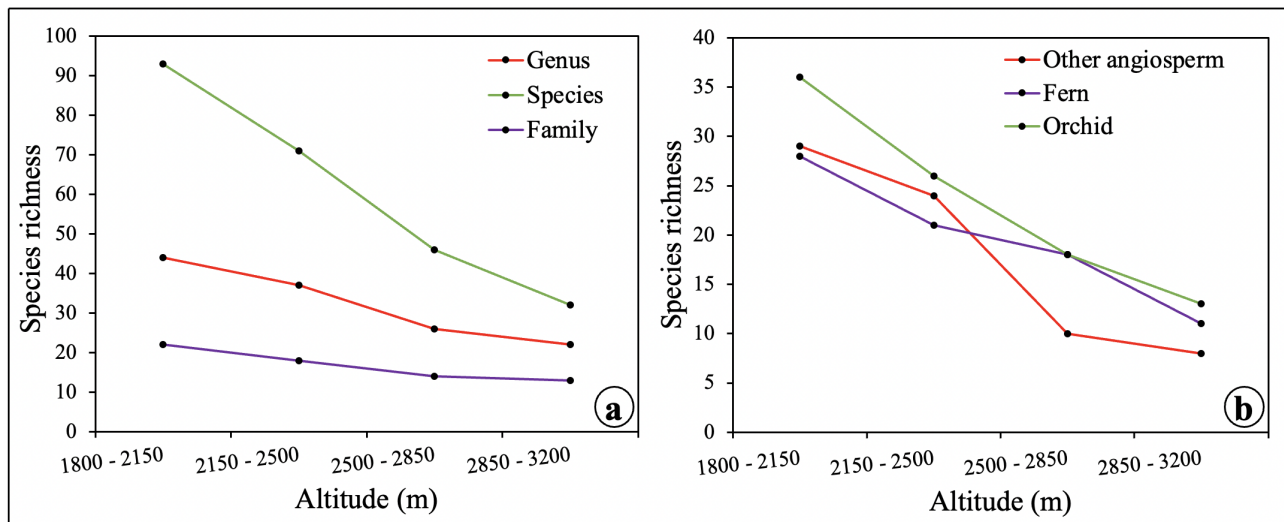 100
90
80
70
60
50
40
30
20
10
0
Species richness
Genus
Species
Family
a
1800 - 2150
2150 - 2500
2500 - 2850
2850 - 3200
Altitude (m)
40
35
30
25
20
15
10
5
0
Species richness
Other angiosperm
Fern
Orchid
b
1800 - 2150
2150 - 2500
2500 - 2850
2850 - 3200
Altitude (m)